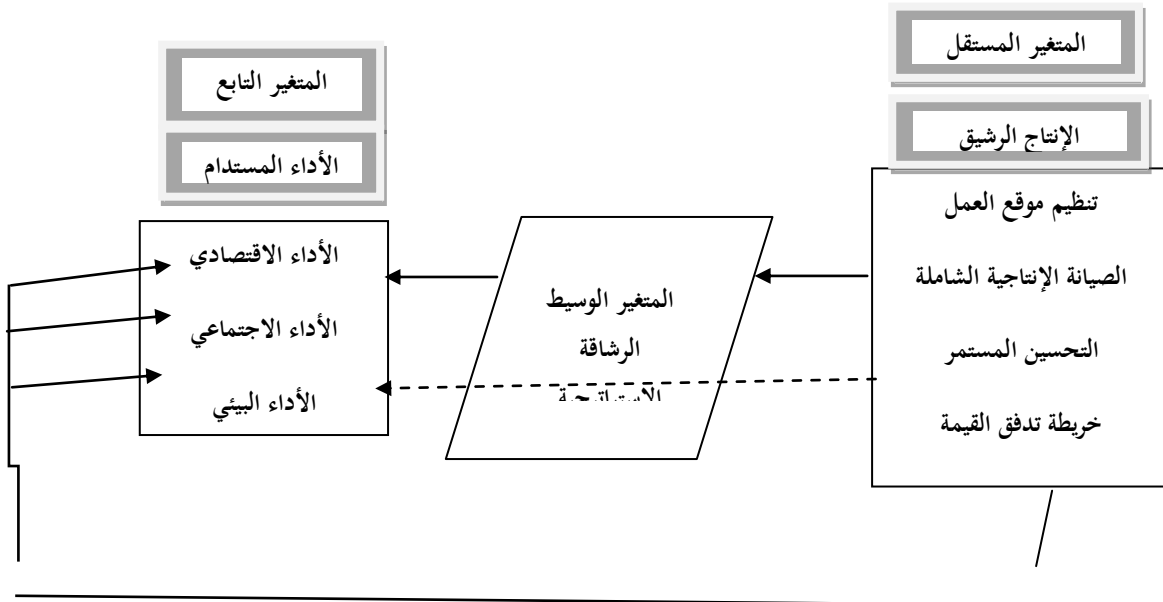 المتغير المستقل
الإنتاج الرشيق
تنظيم موقع العمل
الصيانة الإنتاجية الشاملة
التحسين المستمر
خريطة تدفق القيمة
المتغير الوسيط
الرشاقة
الاستراتيجية
المتغير التابع
الأداء المستدام
الأداء الاقتصادي
الأداء الاجتماعي
الأداء البيئي